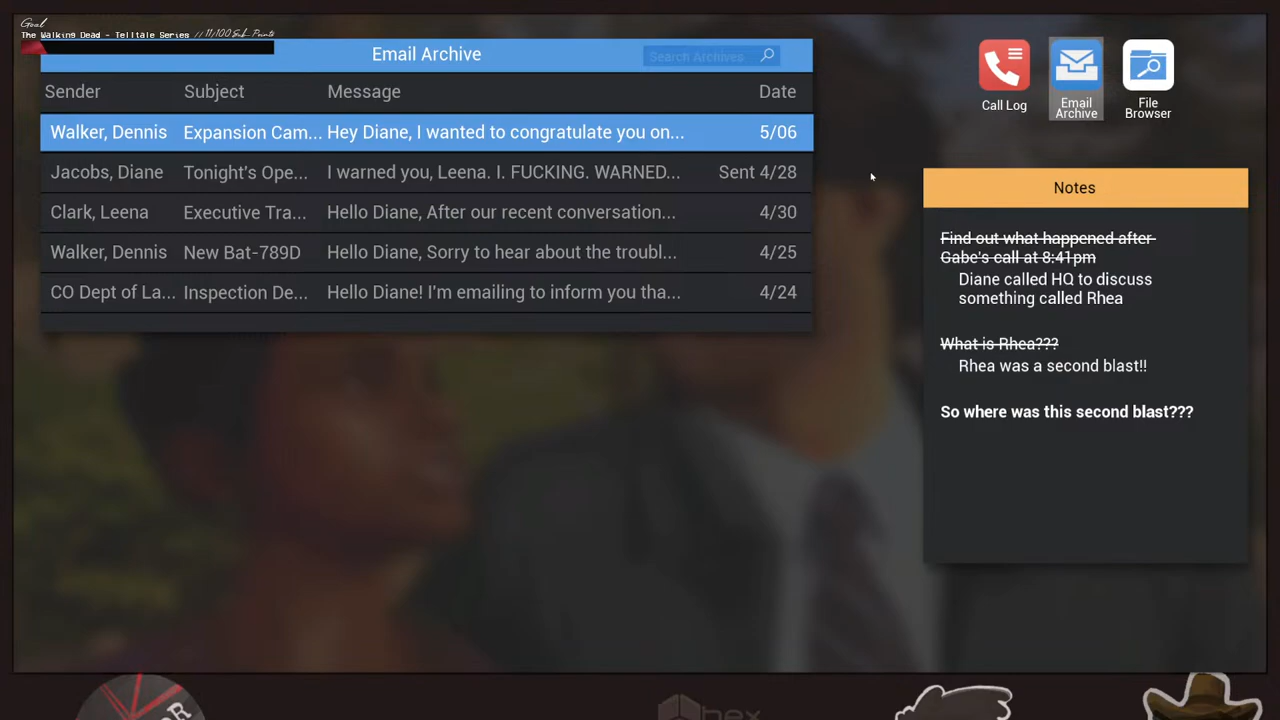 Goal
The Walking Dead - Telltale Series // 11/100 Sub Points
Email Archive
Search Archives
Sender Subject Message Date
Walker, Dennis Expansion Cam... Hey Diane, I wanted to congratulate you on... 5/06
Jacobs, Diane Tonight's Ope... I warned you, Leena. I. FUCKING. WARNED... Sent 4/28
Clark, Leena Executive Tra... Hello Diane, After our recent conversation... 4/30
Walker, Dennis New Bat-789D Hello Diane, Sorry to hear about the troubl... 4/25
CO Dept of La... Inspection De... Hello Diane! I'm emailing to inform you tha... 4/24
Call Log
Email
Archive
File
Browser
Notes
Find out what happened after
Gabe's call at 8:41pm
Diane called HQ to discuss
something called Rhea
What is Rhea???
Rhea was a second blast!!
So where was this second blast???
hex